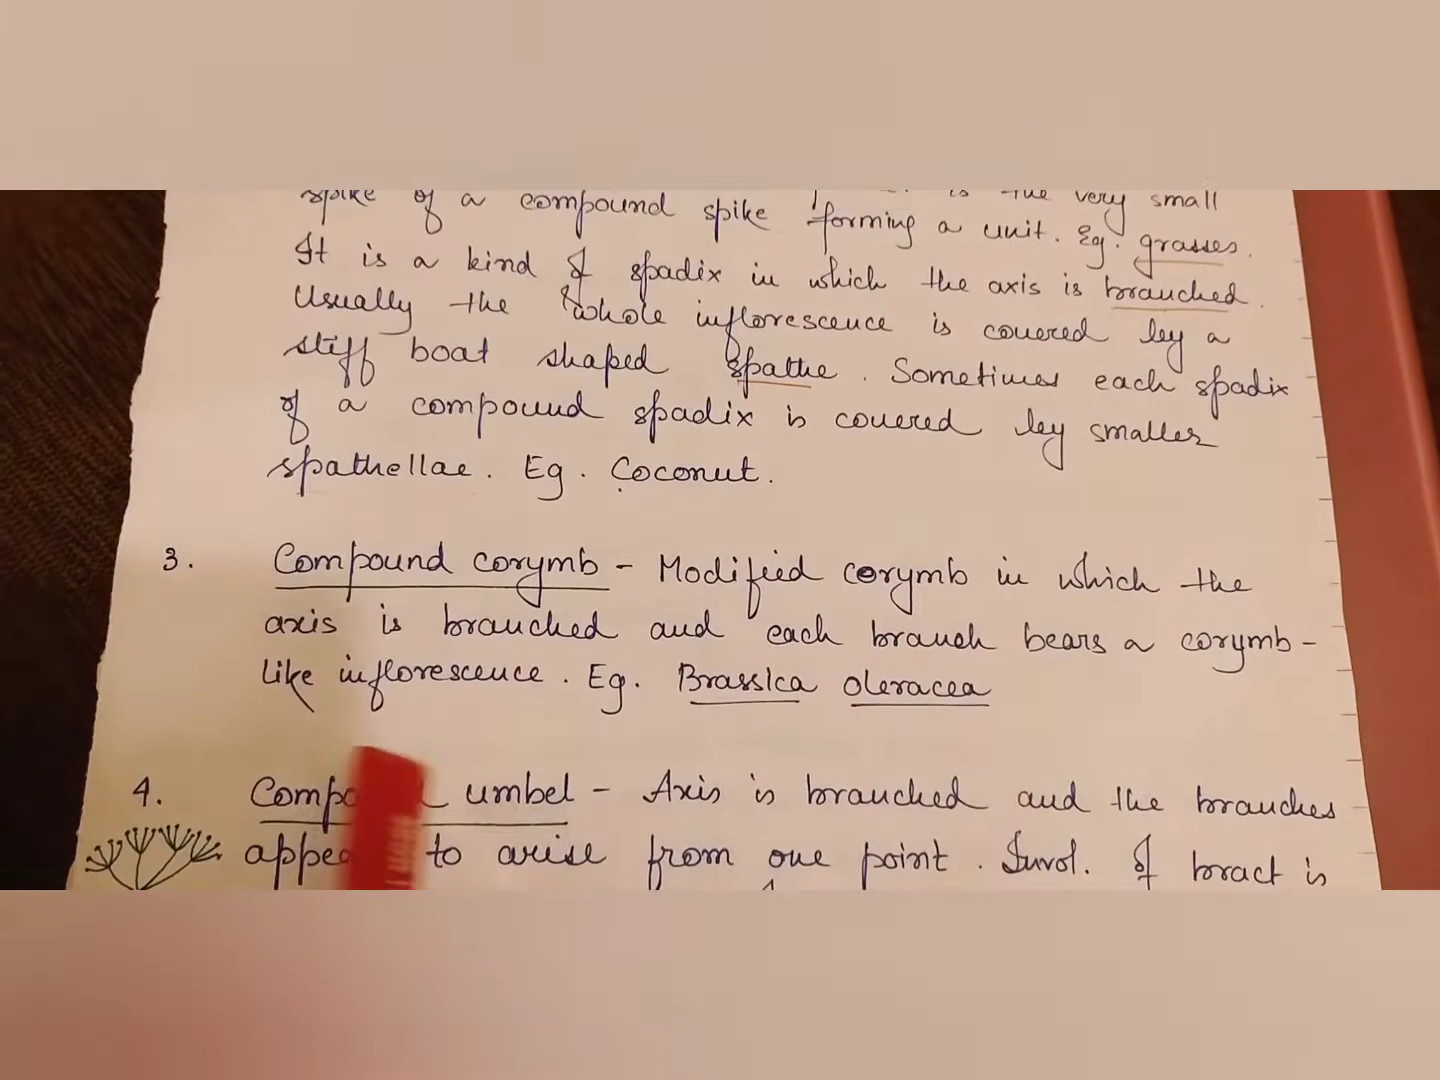 spike of a compound spike is the very small
forming a unit. Eg. grasses.
It is a kind of spadix in which the axis is branched.
Usually the whole inflorescence is covered by a
stiff boat shaped spathe. Sometimes each spadix
of a compound spadix is covered by smaller
spathellae. Eg. Coconut.
3. Compound corymb - Modified corymb in which the
axis is branched and each branch bears a corymb-
like inflorescence. Eg. Brassica oleracea
4. umbel - Axis is branched and the branches
to arise from one point. Invol. of bract is